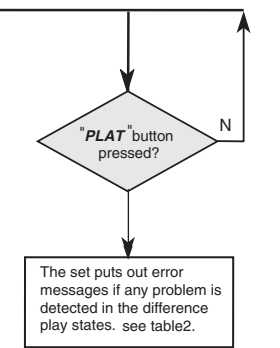 "PLAT" button
pressed?
N
The set puts out error
messages if any problem is
detected in the difference
play states. see table2.